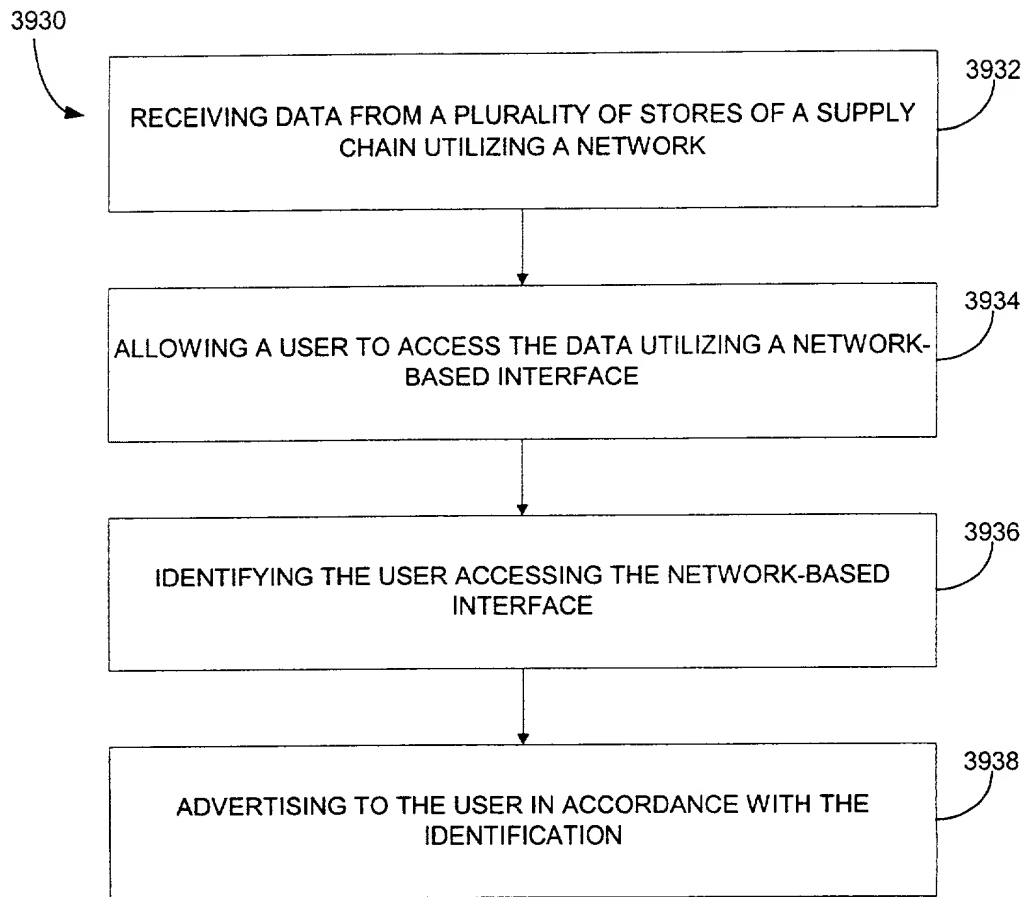 3930
3932
RECEIVING DATA FROM A PLURALITY OF STORES OF A SUPPLY
CHAIN UTILIZING A NETWORK
3934
ALLOWING A USER TO ACCESS THE DATA UTILIZING A NETWORK-
BASED INTERFACE
3936
IDENTIFYING THE USER ACCESSING THE NETWORK-BASED
INTERFACE
3938
ADVERTISING TO THE USER IN ACCORDANCE WITH THE
IDENTIFICATION